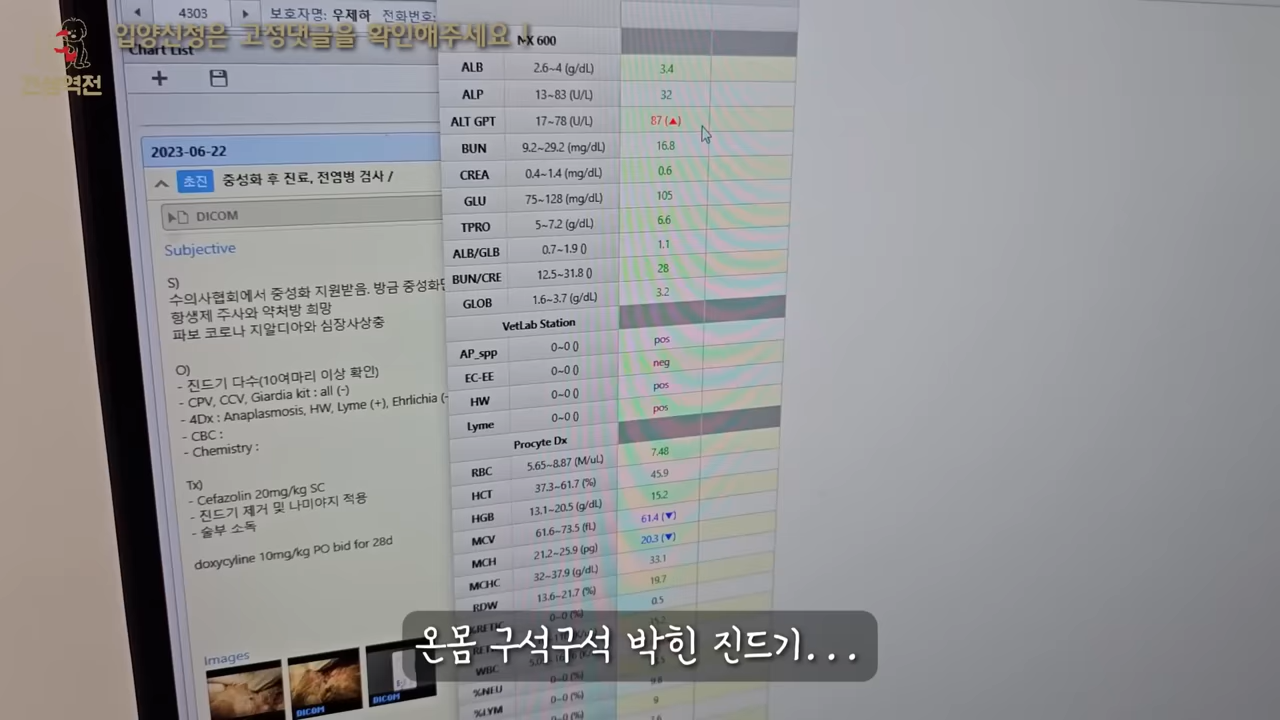 4303
보호자명: 우제하 전화번호:
입양신청은 고정댓글을 확인해주세요 !
Chart List
2023-06-22
초진 중성화 후 진료, 전염병 검사 /
DICOM
Subjective
S)
수의사협회에서 중성화 지원받음. 방금 중성화
항생제 주사와 약처방 희망
파보 코로나 지알디아와 심장사상충
O)
- 진드기 다수(10여마리 이상 확인)
- CPV, CCV, Giardia kit : all (-)
- 4Dx : Anaplasmosis, HW, Lyme (+), Ehrlichia (-
- CBC :
- Chemistry :
Tx)
- Cefazolin 20mg/kg SC
- 진드기 제거 및 나미야지 적용
- 술부 소독
doxycyline 10mg/kg PO bid for 28d
Images
DICOM
DICOM
NX 600
ALB 2.6~4 (g/dL) 3.4
ALP 13~83 (U/L) 32
ALT GPT 17~78 (U/L) 87 (▲)
BUN 9.2~29.2 (mg/dL) 16.8
CREA 0.4~1.4 (mg/dL) 0.6
GLU 75~128 (mg/dL) 105
TPRO 5~7.2 (g/dL) 6.6
ALB/GLB 0.7~1.9 () 1.1
BUN/CRE 12.5~31.8 () 28
GLOB 1.6~3.7 (g/dL) 3.2
VetLab Station
AP_spp 0~0 () pos
EC-EE 0~0 () neg
HW 0~0 () pos
Lyme 0~0 () pos
Procyte Dx
RBC 5.65~8.87 (M/uL) 7.48
HCT 37.3~61.7 (%) 45.9
HGB 13.1~20.5 (g/dL) 15.2
MCV 61.6~73.5 (fL) 61.4 (▼)
MCH 21.2~25.9 (pg) 20.3 (▼)
MCHC 32~37.9 (g/dL) 33.1
RDW 13.6~21.7 (%) 19.7
%RETIC 0~0 (%) 0.5
WBC
%NEU 0~0 (%)
%LYM 0~0 (%) 9
온몸 구석구석 박힌 진드기...